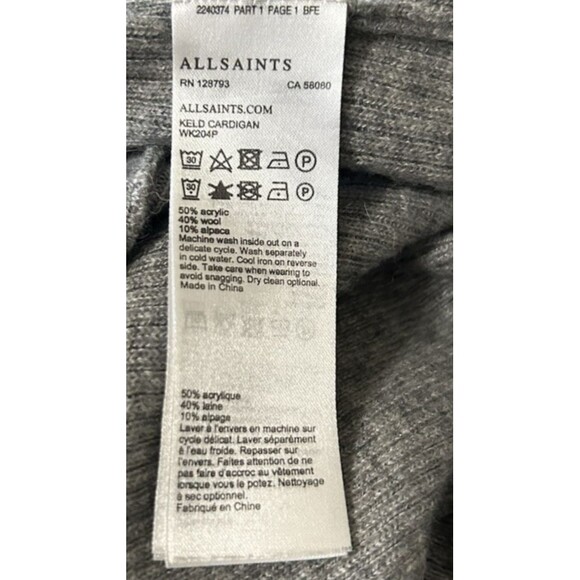 2240374 PART 1 PAGE 1 BFE
ALLSAINTS
RN 128793 CA 56080
ALLSAINTS.COM
KELD CARDIGAN
WK204P
30 P
30 P
50% acrylic
40% wool
10% alpaca
Machine wash inside out on a
delicate cycle. Wash separately
in cold water. Cool iron on reverse
side. Take care when wearing to
avoid snagging. Dry clean optional.
Made in China
50% acrylique
40% laine
10% alpaga
Laver à l'envers en machine sur
cycle délicat. Laver séparément
à l'eau froide. Repasser sur
l'envers. Faites attention de ne
pas faire d'accroc au vêtement
lorsque vous le potez. Nettoyage
à sec optionnel.
Fabriqué en Chine